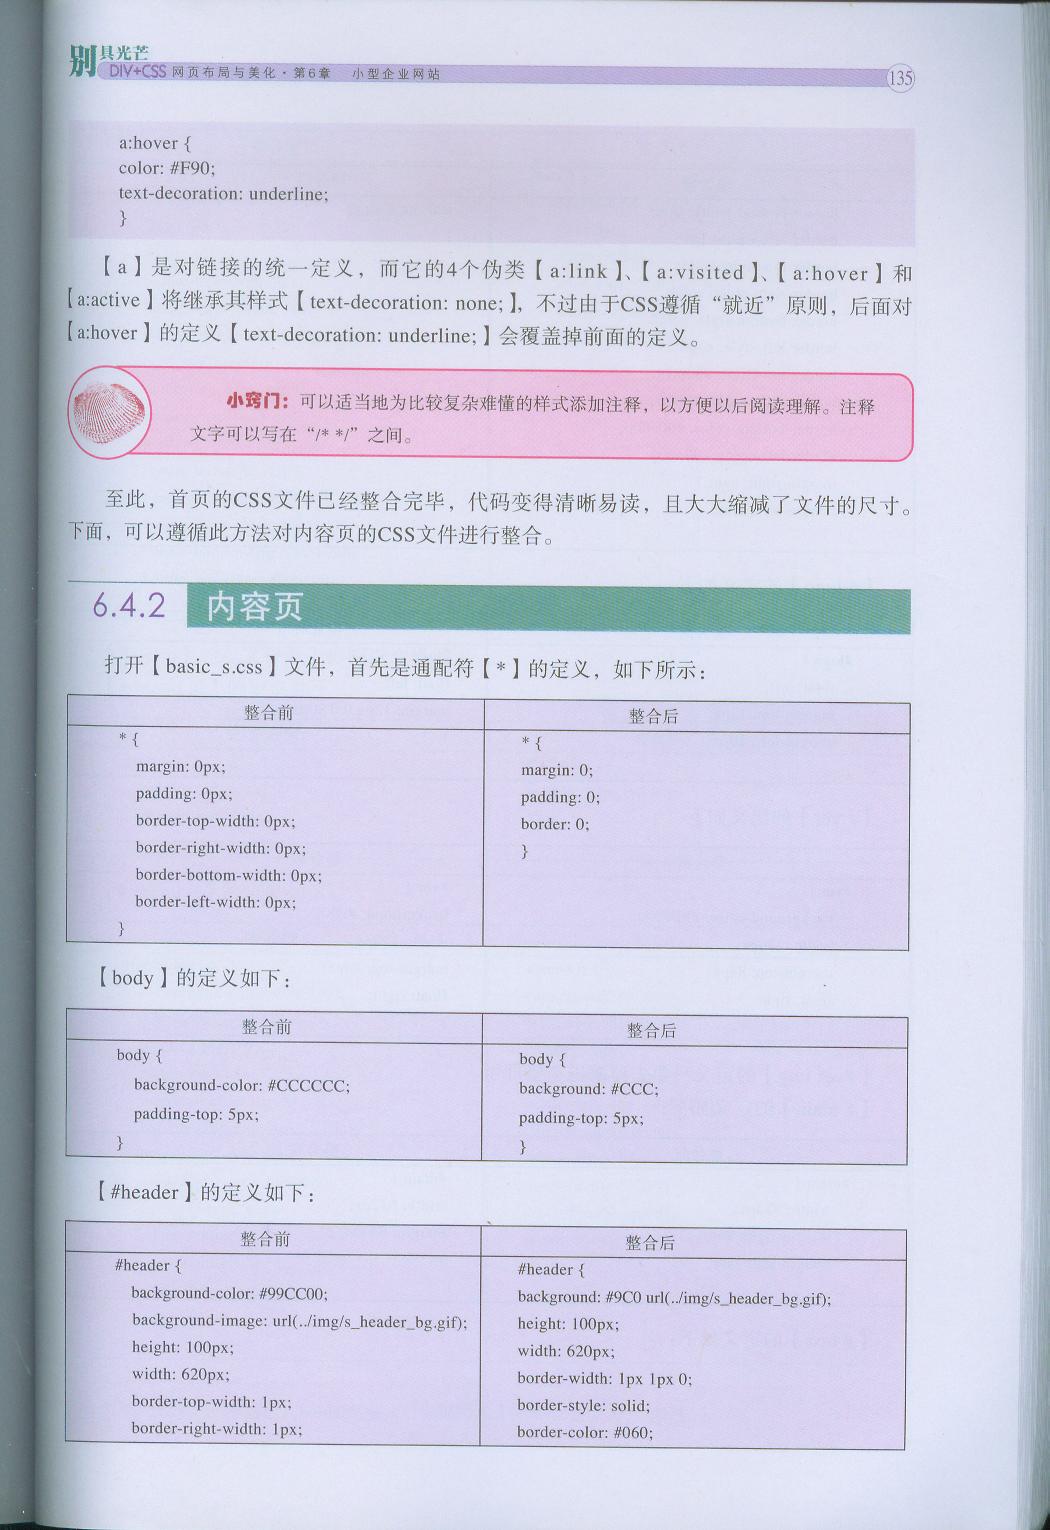 别具光芒
DIV+CSS 网页布局与美化·第6章 小型企业网站
135
a:hover {
color: #F90;
text-decoration: underline;
}
【a】是对链接的统一定义，而它的4个伪类【a:link】、【a:visited】、【a:hover】和
【a:active】将继承其样式【text-decoration: none;】，不过由于CSS遵循“就近”原则，后面对
【a:hover】的定义【text-decoration: underline;】会覆盖掉前面的定义。
小窍门：可以适当地为比较复杂难懂的样式添加注释，以方便以后阅读理解。注释
文字可以写在“/* */”之间。
至此，首页的CSS文件已经整合完毕，代码变得清晰易读，且大大缩减了文件的尺寸。
下面，可以遵循此方法对内容页的CSS文件进行整合。
6.4.2 内容页
打开【basic_s.css】文件，首先是通配符【*】的定义，如下所示：
整合前
* {
margin: 0px;
padding: 0px;
border-top-width: 0px;
border-right-width: 0px;
border-bottom-width: 0px;
border-left-width: 0px;
}
整合后
* {
margin: 0;
padding: 0;
border: 0;
}
【body】的定义如下：
整合前
body {
background-color: #CCCCCC;
padding-top: 5px;
}
整合后
body {
background: #CCC;
padding-top: 5px;
}
【#header】的定义如下：
整合前
#header {
background-color: #99CC00;
background-image: url(../img/s_header_bg.gif);
height: 100px;
width: 620px;
border-top-width: 1px;
border-right-width: 1px;
整合后
#header {
background: #9C0 url(../img/s_header_bg.gif);
height: 100px;
width: 620px;
border-width: 1px 1px 0;
border-style: solid;
border-color: #060;